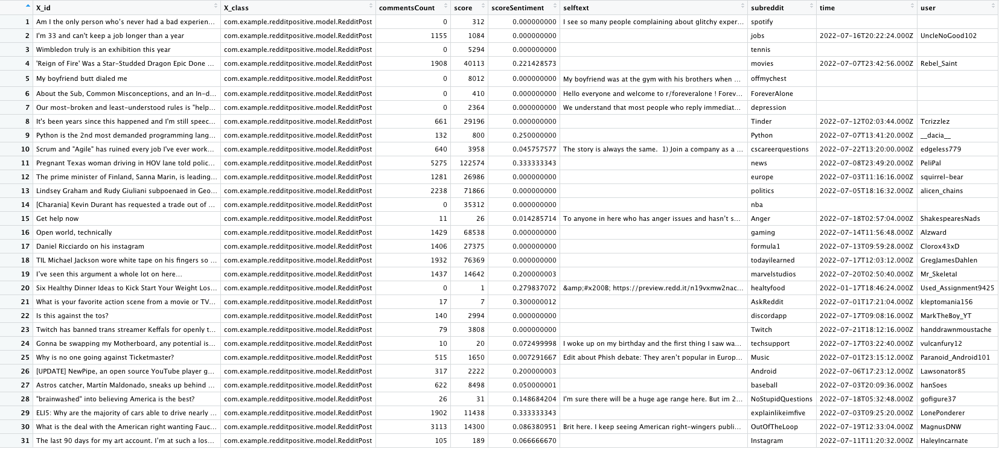 X_id X_class commentsCount score scoreSentiment selftext subreddit time user
1 Am I the only person who's never had a bad experien... com.example.redditpositive.model.RedditPost 0 312 0.000000000 I see so many people complaining about glitchy exper... spotify
2 I'm 33 and can't keep a job longer than a year com.example.redditpositive.model.RedditPost 1155 1084 0.000000000 jobs 2022-07-16T20:22:24.000Z UncleNoGood102
3 Wimbledon truly is an exhibition this year com.example.redditpositive.model.RedditPost 0 5294 0.000000000 tennis
4 'Reign of Fire' Was a Star-Studded Dragon Epic Done ... com.example.redditpositive.model.RedditPost 1908 40113 0.221428573 movies 2022-07-07T23:42:56.000Z Rebel_Saint
5 My boyfriend butt dialed me com.example.redditpositive.model.RedditPost 0 8012 0.000000000 My boyfriend was at the gym with his brothers when ... offmychest
6 About the Sub, Common Misconceptions, and an In-d... com.example.redditpositive.model.RedditPost 0 410 0.000000000 Hello everyone and welcome to r/foreveralone ! Forev... ForeverAlone
7 Our most-broken and least-understood rules is "help... com.example.redditpositive.model.RedditPost 0 2364 0.000000000 We understand that most people who reply immediat... depression
8 It's been years since this happened and I'm still speec... com.example.redditpositive.model.RedditPost 661 29196 0.000000000 Tinder 2022-07-12T02:03:44.000Z Tcrizzlez
9 Python is the 2nd most demanded programming lang... com.example.redditpositive.model.RedditPost 132 800 0.250000000 Python 2022-07-07T13:41:20.000Z __dacia__
10 Scrum and "Agile" has ruined every job I've ever work... com.example.redditpositive.model.RedditPost 640 3958 0.045757577 The story is always the same. 1) Join a company as a ... cscareerquestions 2022-07-22T13:20:00.000Z edgeless779
11 Pregnant Texas woman driving in HOV lane told polic... com.example.redditpositive.model.RedditPost 5275 122574 0.333333343 news 2022-07-08T23:49:20.000Z PeliPal
12 The prime minister of Finland, Sanna Marin, is leading... com.example.redditpositive.model.RedditPost 1281 26986 0.000000000 europe 2022-07-03T11:16:16.000Z squirrel-bear
13 Lindsey Graham and Rudy Giuliani subpoenaed in Geo... com.example.redditpositive.model.RedditPost 2238 71866 0.000000000 politics 2022-07-05T18:16:32.000Z alicen_chains
14 [Charania] Kevin Durant has requested a trade out of ... com.example.redditpositive.model.RedditPost 0 35312 0.000000000 nba
15 Get help now com.example.redditpositive.model.RedditPost 11 26 0.014285714 To anyone in here who has anger issues and hasn't s... Anger 2022-07-18T02:57:04.000Z ShakespearesNads
16 Open world, technically com.example.redditpositive.model.RedditPost 1429 68538 0.000000000 gaming 2022-07-14T11:56:48.000Z Alzward
17 Daniel Ricciardo on his instagram com.example.redditpositive.model.RedditPost 1406 27375 0.000000000 formula1 2022-07-13T09:59:28.000Z Clorox43xD
18 TIL Michael Jackson wore white tape on his fingers so ... com.example.redditpositive.model.RedditPost 1932 76369 0.000000000 todayilearned 2022-07-17T12:03:12.000Z GregJamesDahlen
19 I've seen this argument a whole lot on here... com.example.redditpositive.model.RedditPost 1437 14642 0.200000003 marvelstudios 2022-07-20T02:50:40.000Z Mr_Skeletal
20 Six Healthy Dinner Ideas to Kick Start Your Weight Los... com.example.redditpositive.model.RedditPost 0 1 0.279837072 &amp;#x200B; https://preview.redd.it/n19vxmw2nac... healtyfood 2022-01-17T18:46:24.000Z Used_Assignment9425
21 What is your favorite action scene from a movie or TV... com.example.redditpositive.model.RedditPost 17 7 0.300000012 AskReddit 2022-07-01T17:21:04.000Z kleptomania156
22 Is this against the tos? com.example.redditpositive.model.RedditPost 140 2994 0.000000000 discordapp 2022-07-17T09:08:16.000Z MarkTheBoy_YT
23 Twitch has banned trans streamer Keffals for openly t... com.example.redditpositive.model.RedditPost 79 3808 0.000000000 Twitch 2022-07-21T18:12:16.000Z handdrawnmoustache
24 Gonna be swapping my Motherboard, any potential is... com.example.redditpositive.model.RedditPost 10 20 0.072499998 I woke up on my birthday and the first thing I saw wa... techsupport 2022-07-17T03:22:40.000Z vulcanfury12
25 Why is no one going against Ticketmaster? com.example.redditpositive.model.RedditPost 515 1650 0.007291667 Edit about Phish debate: They aren't popular in Europ... Music 2022-07-01T23:15:12.000Z Paranoid_Android101
26 [UPDATE] NewPipe, an open source YouTube player g... com.example.redditpositive.model.RedditPost 317 2222 0.200000003 Android 2022-07-06T17:23:12.000Z Lawsonator85
27 Astros catcher, Martín Maldonado, sneaks up behind ... com.example.redditpositive.model.RedditPost 622 8498 0.050000001 baseball 2022-07-03T20:09:36.000Z hanSoes
28 "brainwashed" into believing America is the best? com.example.redditpositive.model.RedditPost 26 31 0.148684204 I'm sure there will be a huge age range here. But im 2... NoStupidQuestions 2022-07-18T05:32:48.000Z gofigure37
29 ELI5: Why are the majority of cars able to drive nearly ... com.example.redditpositive.model.RedditPost 1902 11438 0.333333343 explainlikeimfive 2022-07-03T09:25:20.000Z LonePonderer
30 What is the deal with the American right wanting Fauc... com.example.redditpositive.model.RedditPost 3113 14300 0.086380951 Brit here. I keep seeing American right-wingers publi... OutOfTheLoop 2022-07-19T12:33:04.000Z MagnusDNW
31 The last 90 days for my art account. I'm at such a los... com.example.redditpositive.model.RedditPost 105 189 0.066666670 Instagram 2022-07-11T11:20:32.000Z HaleyIncarnate